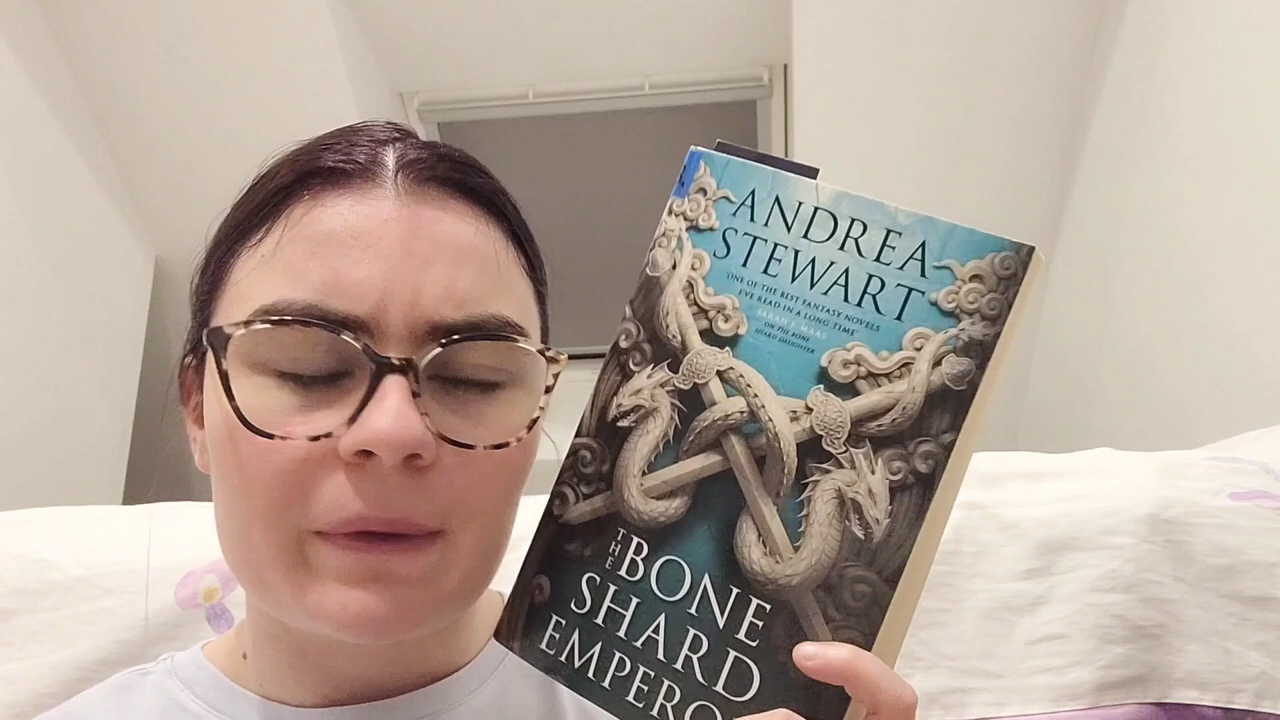 ANDREA
STEWART
'ONE OF THE BEST FANTASY NOVELS
I'VE READ IN A LONG TIME'
SARAH J. MAAS
ON THE BONE
SHARD DAUGHTER
THE
BONE
SHARD
EMPERO